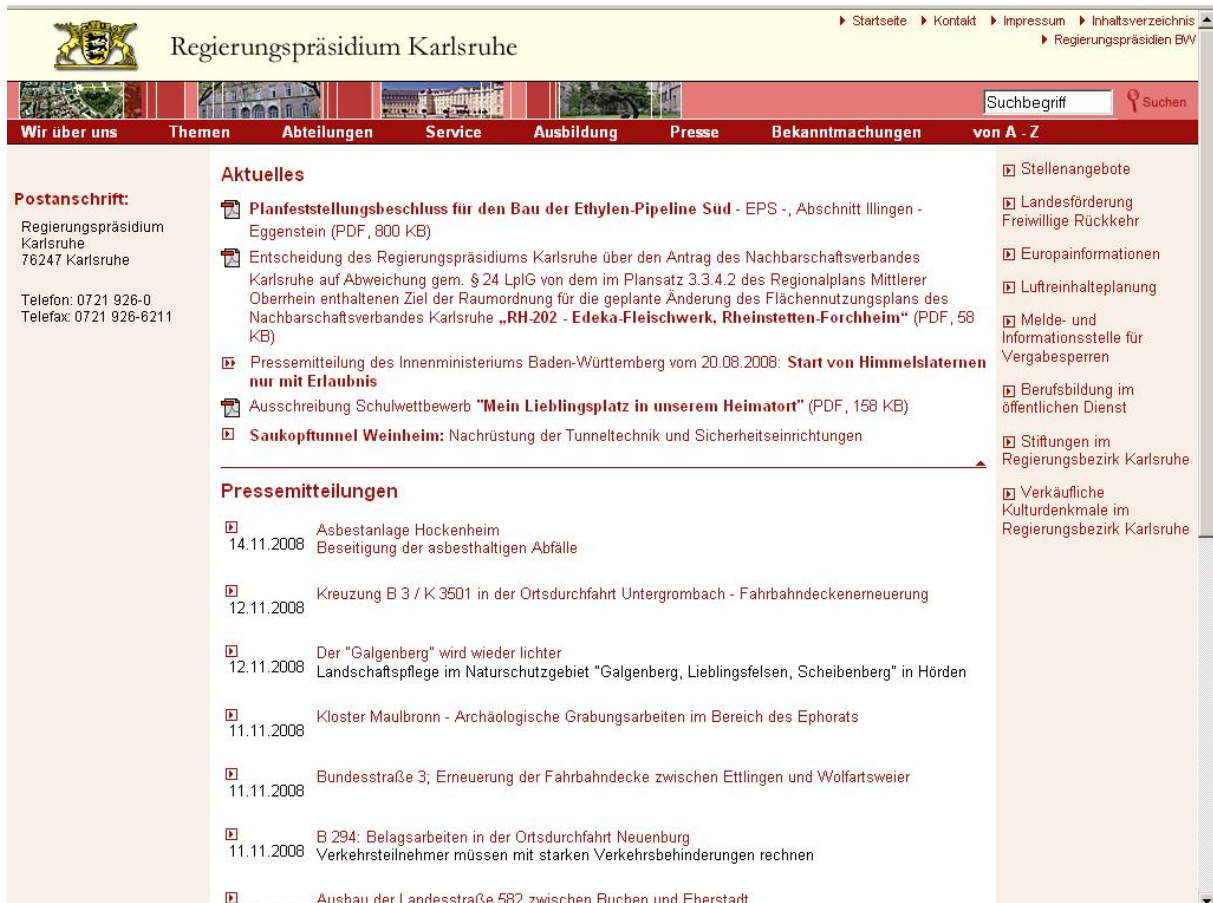 Startseite Kontakt Impressum Inhaltsverzeichnis
Regierungspräsidien BW
Regierungspräsidium Karlsruhe
Suchbegriff Suchen
Wir über uns Themen Abteilungen Service Ausbildung Presse Bekanntmachungen von A - Z
Postanschrift:
Regierungspräsidium
Karlsruhe
76247 Karlsruhe
Telefon: 0721 926-0
Telefax: 0721 926-6211
Aktuelles
Planfeststellungsbeschluss für den Bau der Ethylen-Pipeline Süd - EPS -, Abschnitt Illingen -
Eggenstein (PDF, 800 KB)
Entscheidung des Regierungspräsidiums Karlsruhe über den Antrag des Nachbarschaftsverbandes
Karlsruhe auf Abweichung gem. § 24 LplG von dem im Plansatz 3.3.4.2 des Regionalplans Mittlerer
Oberrhein enthaltenen Ziel der Raumordnung für die geplante Änderung des Flächennutzungsplans des
Nachbarschaftsverbandes Karlsruhe „RH-202 - Edeka-Fleischwerk, Rheinstetten-Forchheim“ (PDF, 58
KB)
Pressemitteilung des Innenministeriums Baden-Württemberg vom 20.08.2008: Start von Himmelslaternen
nur mit Erlaubnis
Ausschreibung Schulwettbewerb "Mein Lieblingsplatz in unserem Heimatort" (PDF, 158 KB)
Saukopftunnel Weinheim: Nachrüstung der Tunneltechnik und Sicherheitseinrichtungen
Pressemitteilungen
14.11.2008 Asbestanlage Hockenheim
Beseitigung der asbesthaltigen Abfälle
12.11.2008 Kreuzung B 3 / K 3501 in der Ortsdurchfahrt Untergrombach - Fahrbahndeckenerneuerung
12.11.2008 Der "Galgenberg" wird wieder lichter
Landschaftspflege im Naturschutzgebiet "Galgenberg, Lieblingsfelsen, Scheibenberg" in Hörden
11.11.2008 Kloster Maulbronn - Archäologische Grabungsarbeiten im Bereich des Ephorats
11.11.2008 Bundesstraße 3; Erneuerung der Fahrbahndecke zwischen Ettlingen und Wolfartsweier
11.11.2008 B 294: Belagsarbeiten in der Ortsdurchfahrt Neuenburg
Verkehrsteilnehmer müssen mit starken Verkehrsbehinderungen rechnen
Ausbau der Landesstraße 582 zwischen Buchen und Eberstadt
Stellenangebote
Landesförderung
Freiwillige Rückkehr
Europainformationen
Luftreinhalteplanung
Melde- und
Informationsstelle für
Vergabesperren
Berufsbildung im
öffentlichen Dienst
Stiftungen im
Regierungsbezirk Karlsruhe
Verkäufliche
Kulturdenkmale im
Regierungsbezirk Karlsruhe